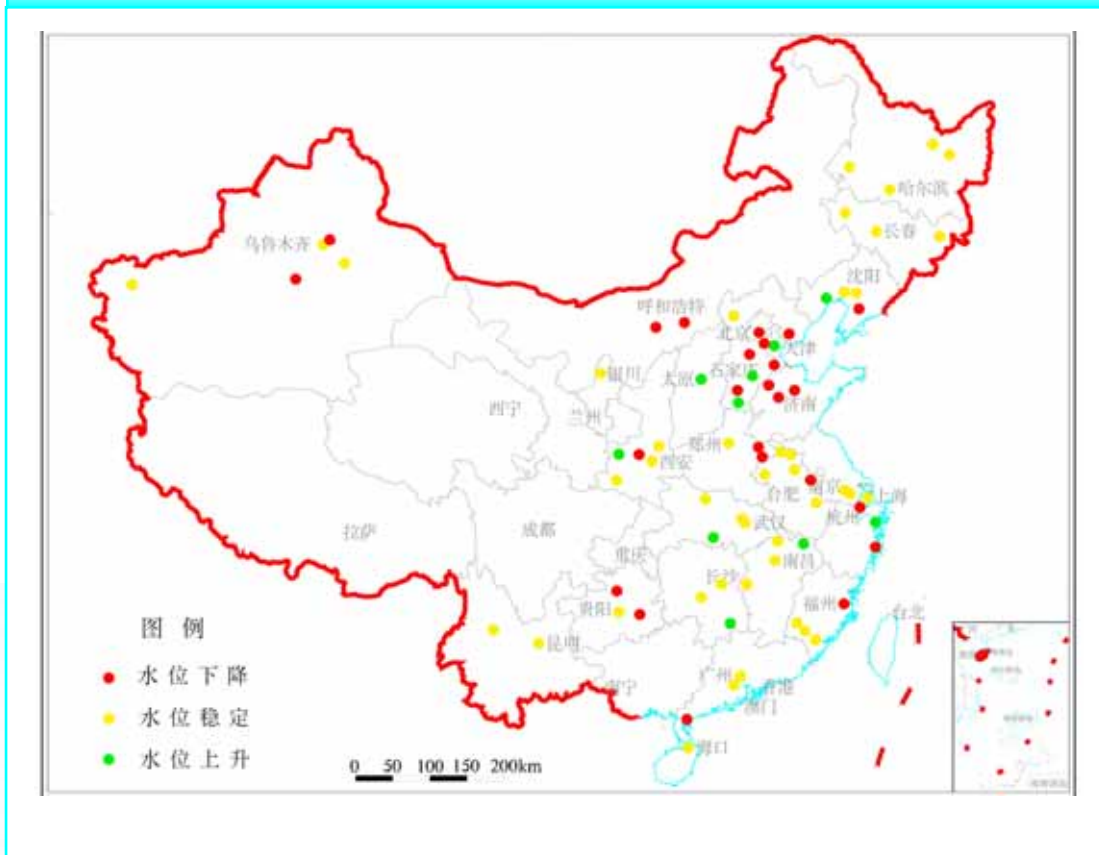 哈尔滨
长春
乌鲁木齐
沈阳
呼和浩特
北京
天津
石家庄
太原
银川
济南
西宁
兰州
郑州
西安
南京
上海
合肥
杭州
武汉
拉萨
成都
重庆
南昌
长沙
贵阳
福州
台北
昆明
广州
南宁
香港
澳门
海口
图 例
水 位 下 降
水 位 稳 定
水 位 上 升
0 50 100 150 200km